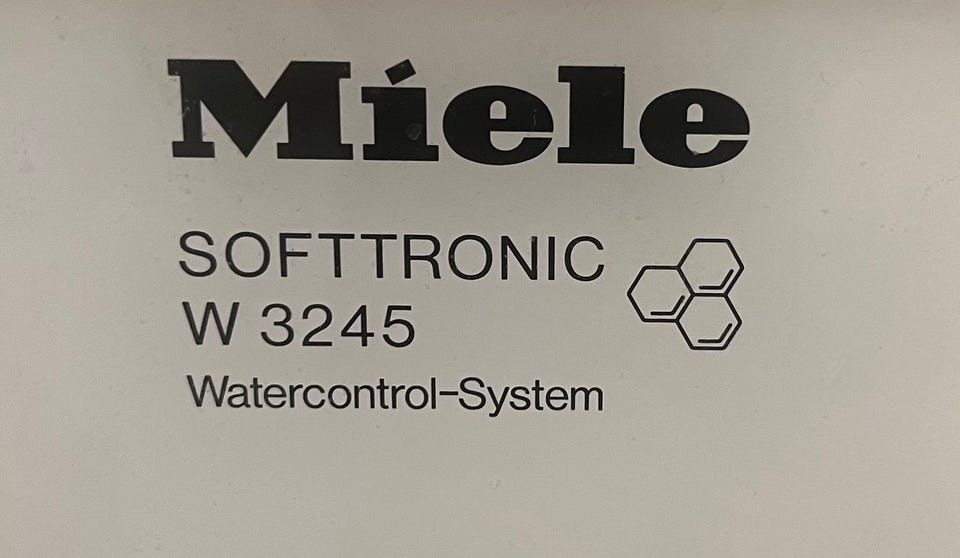 Miele
SOFTTRONIC
W 3245
Watercontrol-System